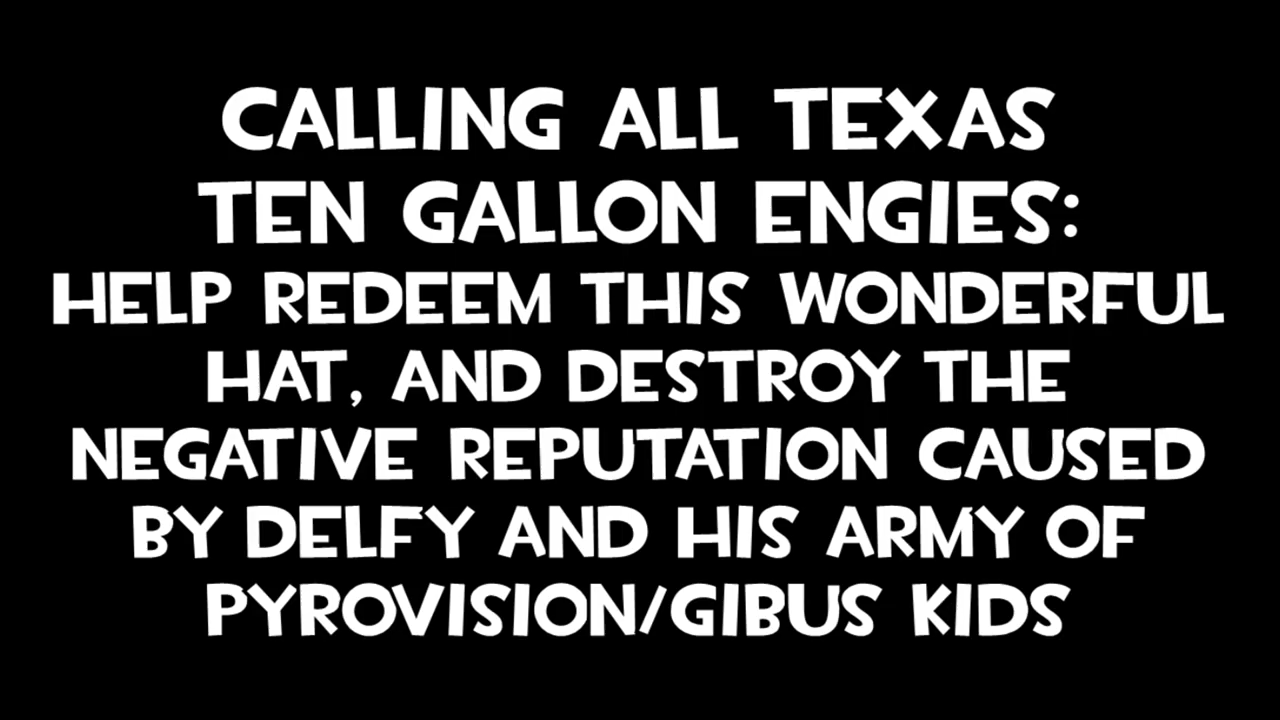 CALLING ALL TEXAS
TEN GALLON ENGIES:
HELP REDEEM THIS WONDERFUL
HAT, AND DESTROY THE
NEGATIVE REPUTATION CAUSED
BY DELFY AND HIS ARMY OF
PYROVISION/GIBUS KIDS